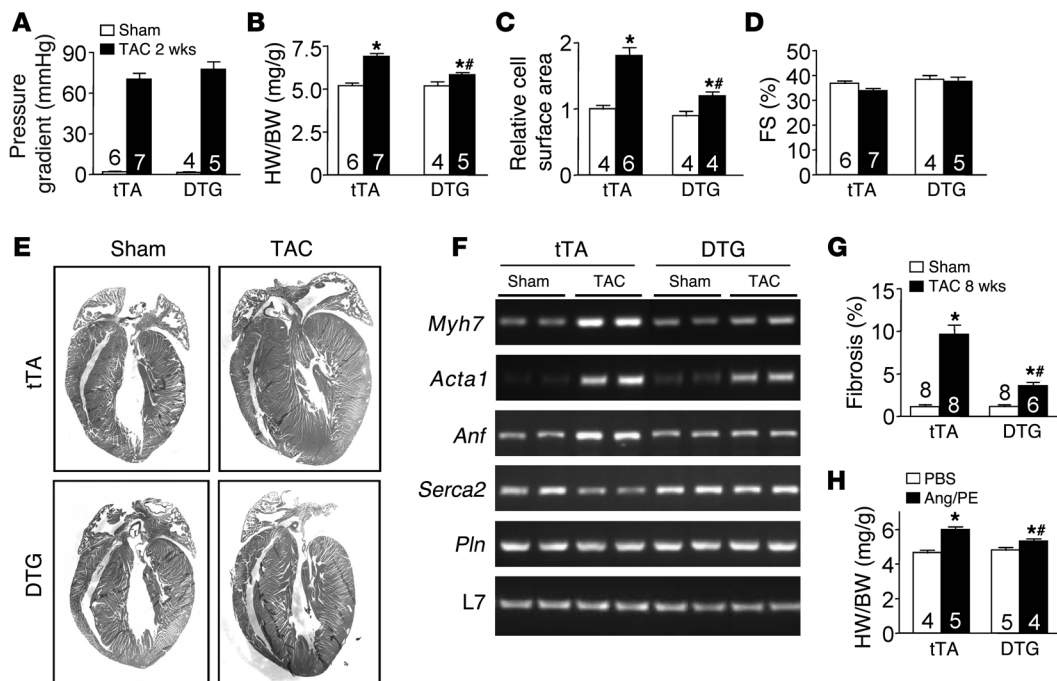 A
Sham
TAC 2 wks
Pressure
gradient (mmHg)
90
60
30
0
6
7
4
5
tTA
DTG
B
HW/BW (mg/g)
7.5
5.0
2.5
0
*
*#
6
7
4
5
tTA
DTG
C
Relative cell
surface area
2
1
0
*
*#
4
6
4
4
tTA
DTG
D
FS (%)
50
40
30
20
10
0
6
7
4
5
tTA
DTG
E
Sham
TAC
tTA
DTG
F
tTA
DTG
Sham
TAC
Sham
TAC
Myh7
Acta1
Anf
Serca2
Pln
L7
G
Sham
TAC 8 wks
Fibrosis (%)
15
10
5
0
*
*#
8
8
8
6
tTA
DTG
H
PBS
Ang/PE
HW/BW (mg/g)
6
4
2
0
*
*#
4
5
5
4
tTA
DTG